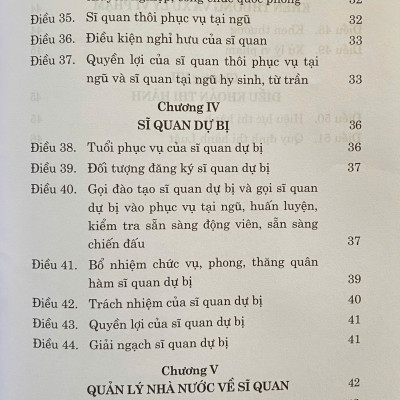 32
Điều 35. Sĩ quan thôi phục vụ tại ngũ 32
Điều 36. Điều kiện nghỉ hưu của sĩ quan 33
Điều 37. Quyền lợi của sĩ quan thôi phục vụ tại
ngũ và sĩ quan tại ngũ hy sinh, từ trần 33
Chương IV
SĨ QUAN DỰ BỊ 36
Điều 38. Tuổi phục vụ của sĩ quan dự bị 36
Điều 39. Đối tượng đăng ký sĩ quan dự bị 37
Điều 40. Gọi đào tạo sĩ quan dự bị và gọi sĩ quan
dự bị vào phục vụ tại ngũ, huấn luyện,
kiểm tra sẵn sàng động viên, sẵn sàng
chiến đấu 37
Điều 41. Bổ nhiệm chức vụ, phong, thăng quân
hàm sĩ quan dự bị 39
Điều 42. Trách nhiệm của sĩ quan dự bị 40
Điều 43. Quyền lợi của sĩ quan dự bị 41
Điều 44. Giải ngạch sĩ quan dự bị 41
Chương V
QUẢN LÝ NHÀ NƯỚC VỀ SĨ QUAN 42